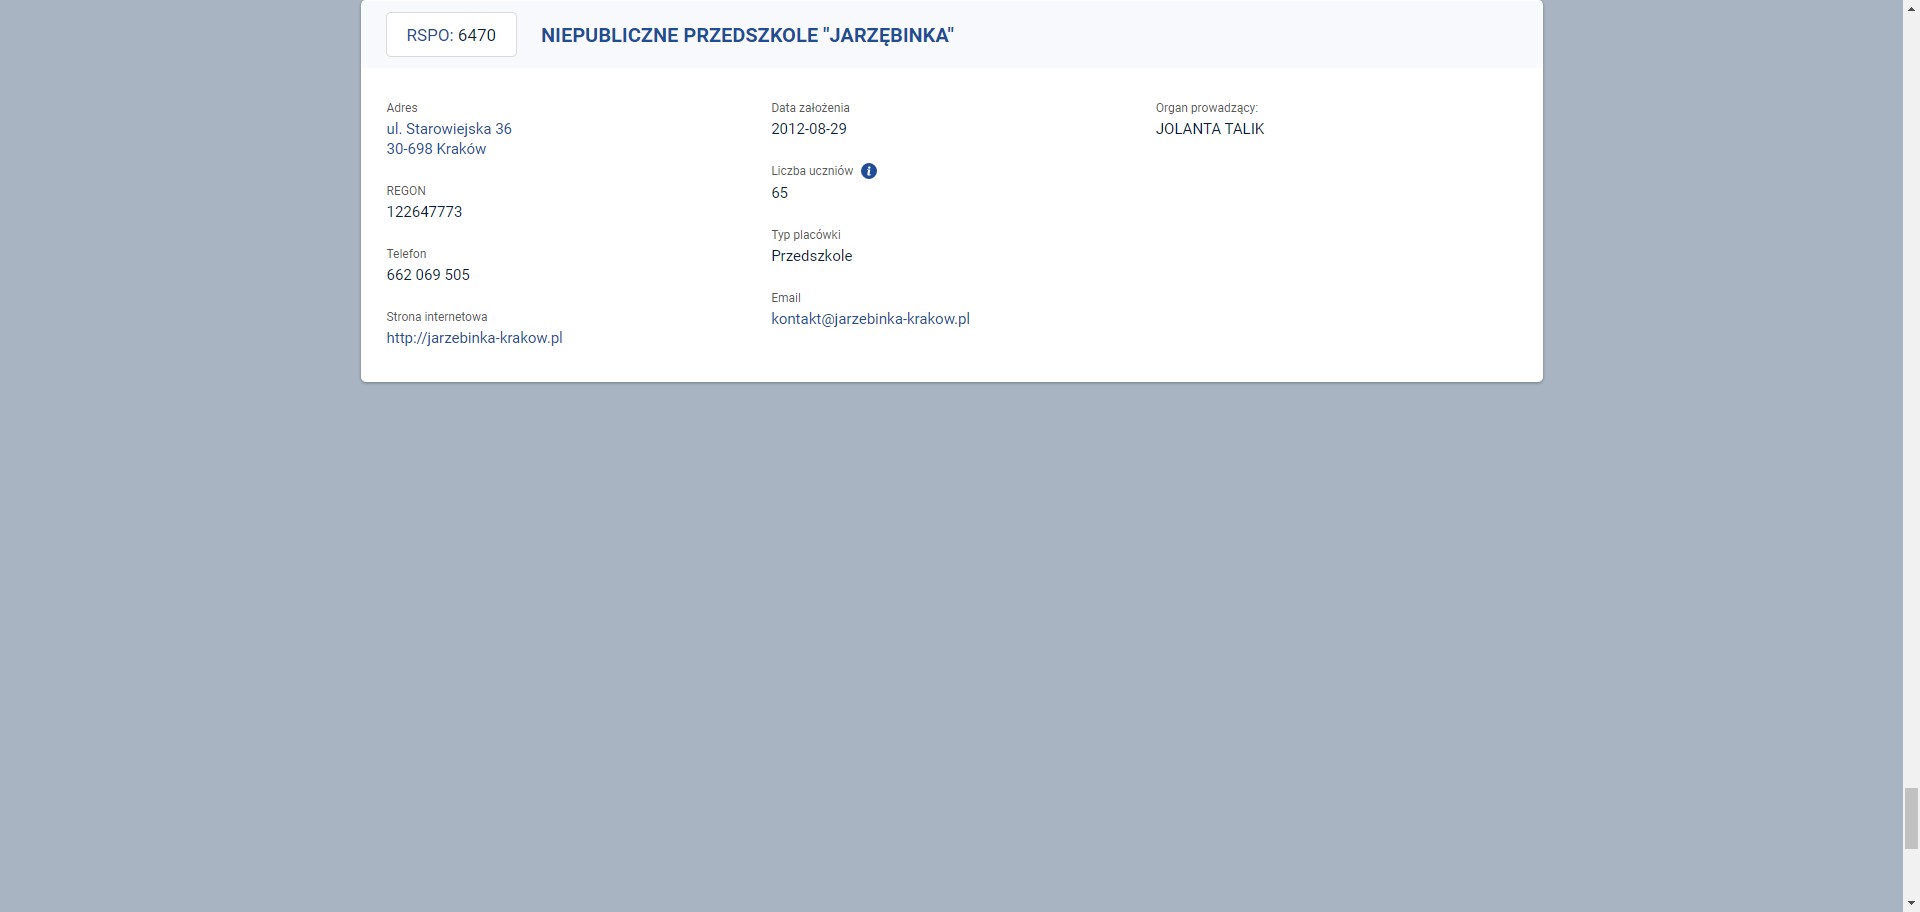 RSPO: 6470
NIEPUBLICZNE PRZEDSZKOLE "JARZĘBINKA"
Adres
ul. Starowiejska 36
30-698 Kraków
REGON
122647773
Telefon
662 069 505
Strona internetowa
http://jarzebinka-krakow.pl
Data założenia
2012-08-29
Liczba uczniów i
65
Typ placówki
Przedszkole
Email
kontakt@jarzebinka-krakow.pl
Organ prowadzący:
JOLANTA TALIK